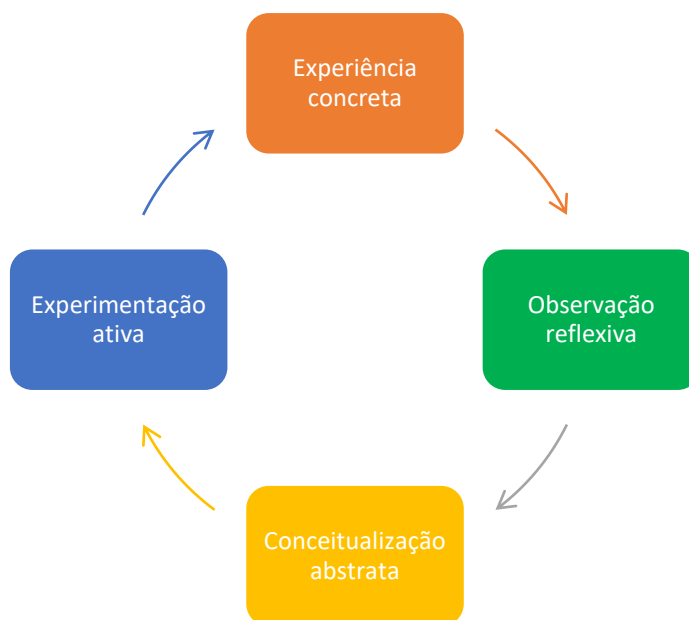 Experiência
concreta
Observação
reflexiva
Conceitualização
abstrata
Experimentação
ativa